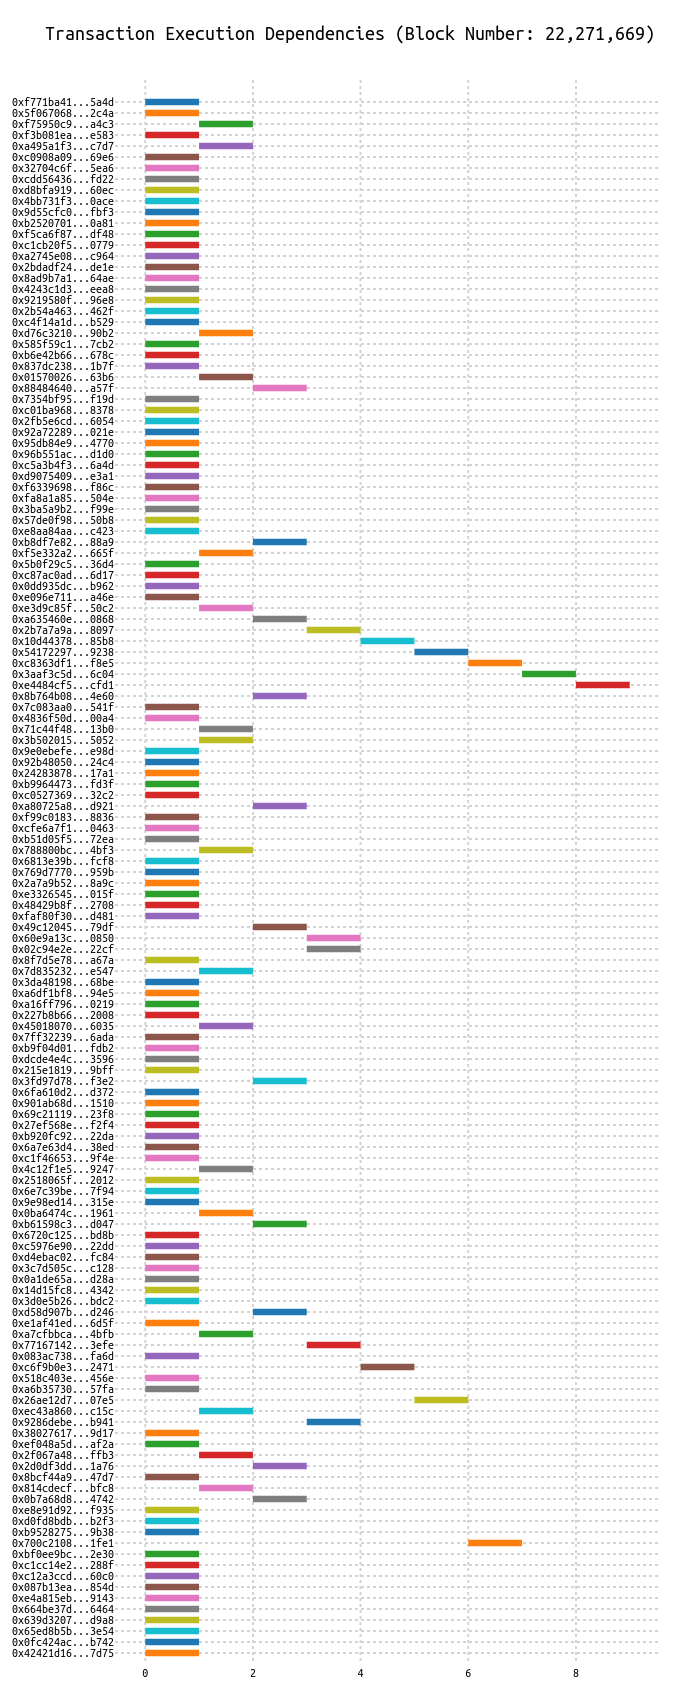 Transaction Execution Dependencies (Block Number: 22,271,669)
0xf771ba41...5a4d
0x5f067068...2c4a
0xf75950c9...a4c3
0xf3b081ea...e583
0xa495a1f3...c7d7
0xc0908a09...69e6
0x32704c6f...5ea6
0xcdd56436...fd22
0xd8bfa919...60ec
0x4bb731f3...0ace
0x9d55cfc0...fbf3
0xb2520701...0a81
0xf5ca6f87...df48
0xc1cb20f5...0779
0xa2745e08...c964
0x2bdadf24...de1e
0x8ad9b7a1...64ae
0x4243c1d3...eea8
0x9219580f...96e8
0x2b54a463...462f
0xc4f14a1d...b529
0xd76c3210...90b2
0x585f59c1...7cb2
0xb6e42b66...678c
0x837dc238...1b7f
0x01570026...63b6
0x88484640...a57f
0x7354bf95...f19d
0xc01ba968...8378
0x2fb5e6cd...6054
0x92a72289...021e
0x95db84e9...4770
0x96b551ac...d1d0
0xc5a3b4f3...6a4d
0xd9075409...e3a1
0xf6339698...f86c
0xfa8a1a85...504e
0x3ba5a9b2...f99e
0x57de0f98...50b8
0xe8aa84aa...c423
0xb8df7e82...88a9
0xf5e332a2...665f
0x5b0f29c5...36d4
0xc87ac0ad...6d17
0x0dd935dc...b962
0xe096e711...a46e
0xe3d9c85f...50c2
0xa635460e...0868
0x2b7a7a9a...8097
0x10d44378...85b8
0x54172297...9238
0xc8363df1...f8e5
0x3aaf3c5d...6c04
0xe4484cf5...cfd1
0x8b764b08...4e60
0x7c083aa0...541f
0x4836f50d...00a4
0x71c44f48...13b0
0x3b502015...5052
0x9e0ebefe...e98d
0x92b48050...24c4
0x24283878...17a1
0xb9964473...fd3f
0xc0527369...32c2
0xa80725a8...d921
0xf99c0183...8836
0xcfe6a7f1...0463
0xb51d05f5...72ea
0x788800bc...4bf3
0x6813e39b...fcf8
0x769d7770...959b
0x2a7a9b52...8a9c
0xe3326545...015f
0x48429b8f...2708
0xfaf80f30...d481
0x49c12045...79df
0x60e9a13c...0850
0x02c94e2e...22cf
0x8f7d5e78...a67a
0x7d835232...e547
0x3da48198...68be
0xa6df1bf8...94e5
0xa16ff796...0219
0x227b8b66...2008
0x45018070...6035
0x7ff32239...6ada
0xb9f04d01...fdb2
0xdcde4e4c...3596
0x215e1819...9bff
0x3fd97d78...f3e2
0x6fa610d2...d372
0x901ab68d...1510
0x69c21119...23f8
0x27ef568e...f2f4
0xb920fc92...22da
0x6a7e63d4...38ed
0xc1f46653...9f4e
0x4c12f1e5...9247
0x2518065f...2012
0x6e7c39be...7f94
0x9e98ed14...315e
0x0ba6474c...1961
0xb61598c3...d047
0x6720c125...bd8b
0xc5976e90...22dd
0xd4ebac02...fc84
0x3c7d505c...c128
0x0a1de65a...d28a
0x14d15fc8...4342
0x3d0e5b26...bdc2
0xd58d907b...d246
0xe1af41ed...6d5f
0xa7cfbbca...4bfb
0x77167142...3efe
0x083ac738...fa6d
0xc6f9b0e3...2471
0x518c403e...456e
0xa6b35730...57fa
0x26ae12d7...07e5
0xec43a860...c15c
0x9286debe...b941
0x38027617...9d17
0xef048a5d...af2a
0x2f067a48...ffb3
0x2d0df3dd...1a76
0x8bcf44a9...47d7
0x814cdecf...bfc8
0x0b7a68d8...4742
0xe8e91d92...f935
0xd0fd8bdb...b2f3
0xb9528275...9b38
0x700c2108...1fe1
0xbf0ee9bc...2e30
0xc1cc14e2...288f
0xc12a3ccd...60c0
0x087b13ea...854d
0xe4a815eb...9143
0x664be37d...6464
0x639d3207...d9a8
0x65ed8b5b...3e54
0x0fc424ac...b742
0x42421d16...7d75
0 2 4 6 8